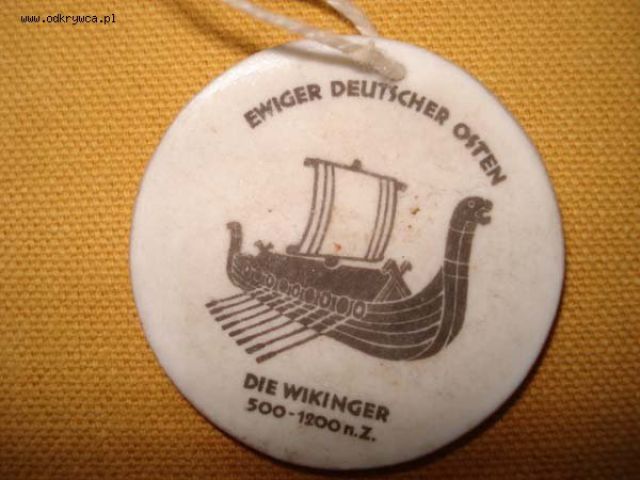 www.odkrywca.pl
EWIGER DEUTSCHER OSTEN
DIE WIKINGER
500-1200 n.Z.